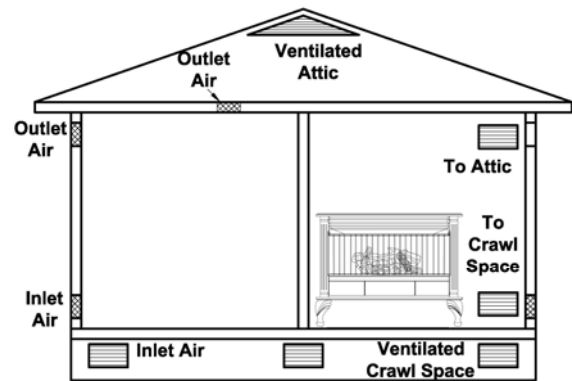 Ventilated
Attic
Outlet
Air
Outlet
Air
To Attic
To
Crawl
Space
Inlet
Air
Inlet Air
Ventilated
Crawl Space